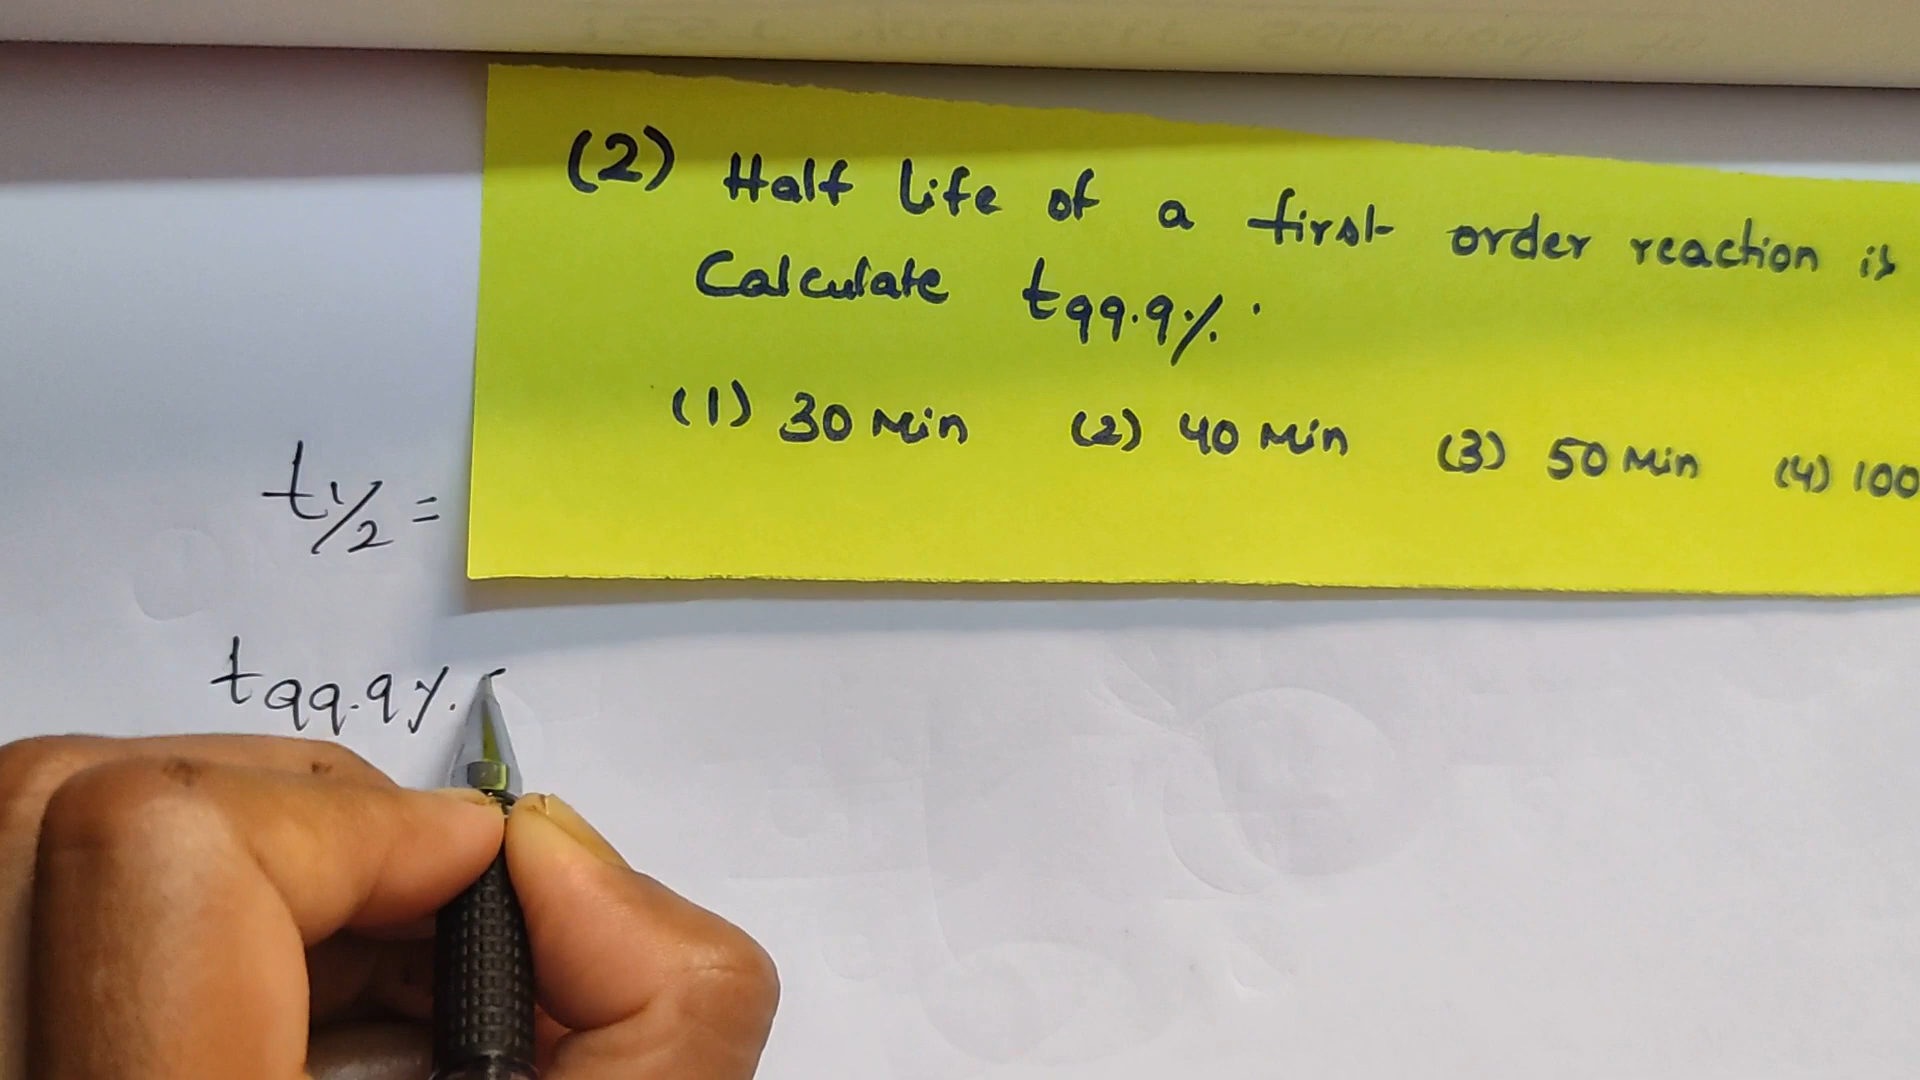 (2) Half life of a first order reaction is
Calculate t99.9%.
(1) 30 Min (2) 40 Min (3) 50 Min (4) 100
t1/2 =
t99.9%